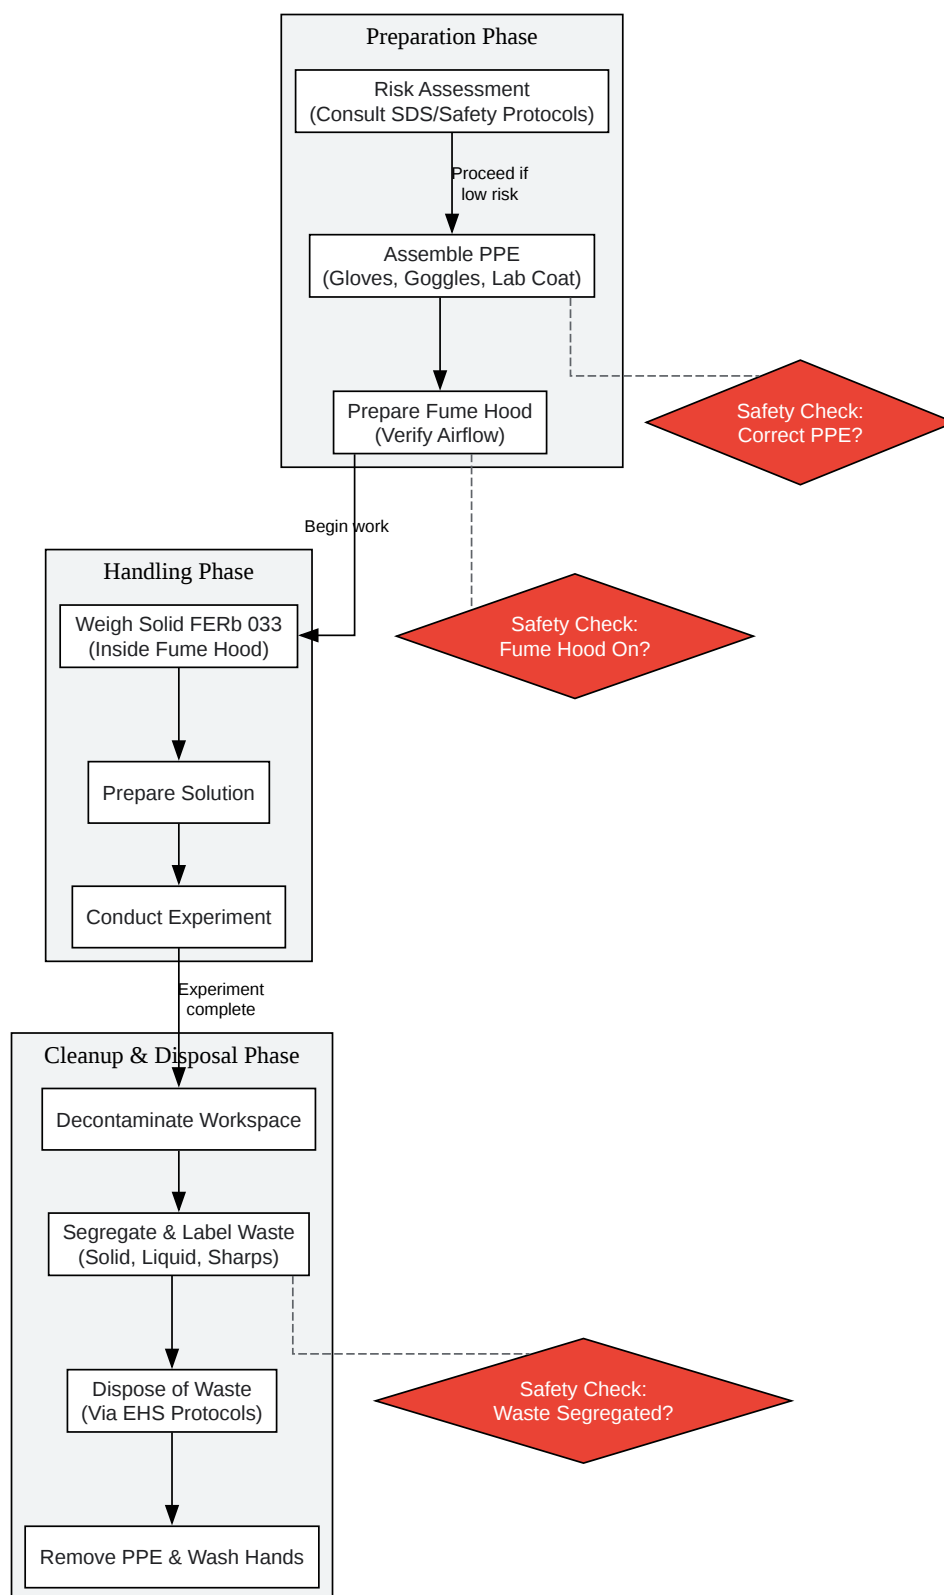 Preparation Phase
Risk Assessment
(Consult SDS/Safety Protocols)
Proceed if
low risk
Assemble PPE
(Gloves, Goggles, Lab Coat)
Safety Check:
Correct PPE?
Prepare Fume Hood
(Verify Airflow)
Begin work
Handling Phase
Weigh Solid FERb 033
(Inside Fume Hood)
Safety Check:
Fume Hood On?
Prepare Solution
Conduct Experiment
Experiment
complete
Cleanup & Disposal Phase
Decontaminate Workspace
Segregate & Label Waste
(Solid, Liquid, Sharps)
Dispose of Waste
(Via EHS Protocols)
Safety Check:
Waste Segregated?
Remove PPE & Wash Hands